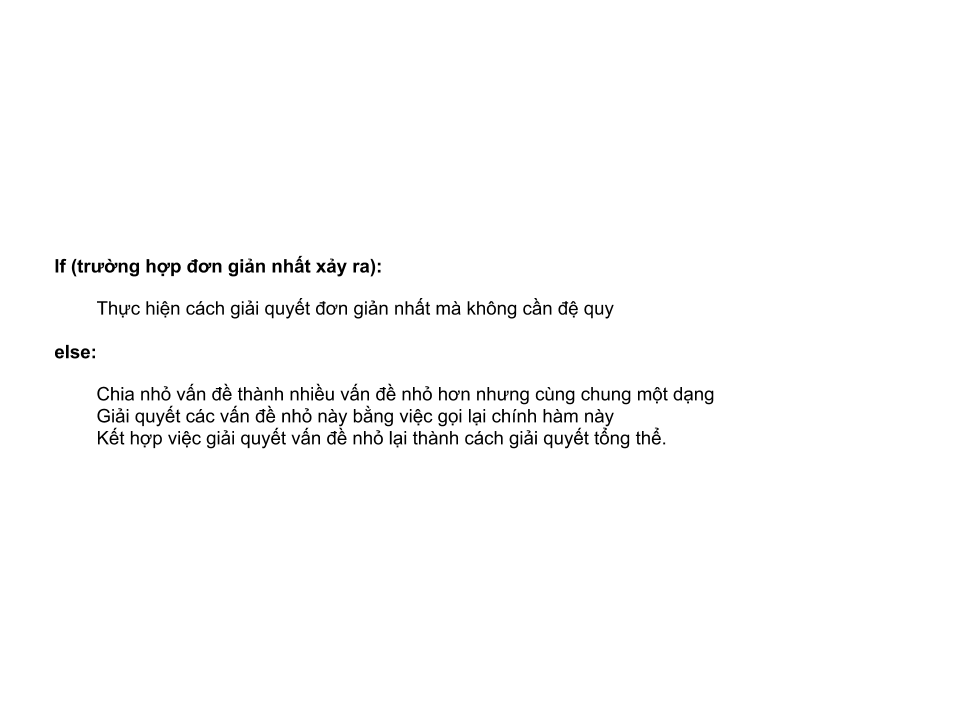 If (trường hợp đơn giản nhất xảy ra):
Thực hiện cách giải quyết đơn giản nhất mà không cần đệ quy
else:
Chia nhỏ vấn đề thành nhiều vấn đề nhỏ hơn nhưng cùng chung một dạng
Giải quyết các vấn đề nhỏ này bằng việc gọi lại chính hàm này
Kết hợp việc giải quyết vấn đề nhỏ lại thành cách giải quyết tổng thể.